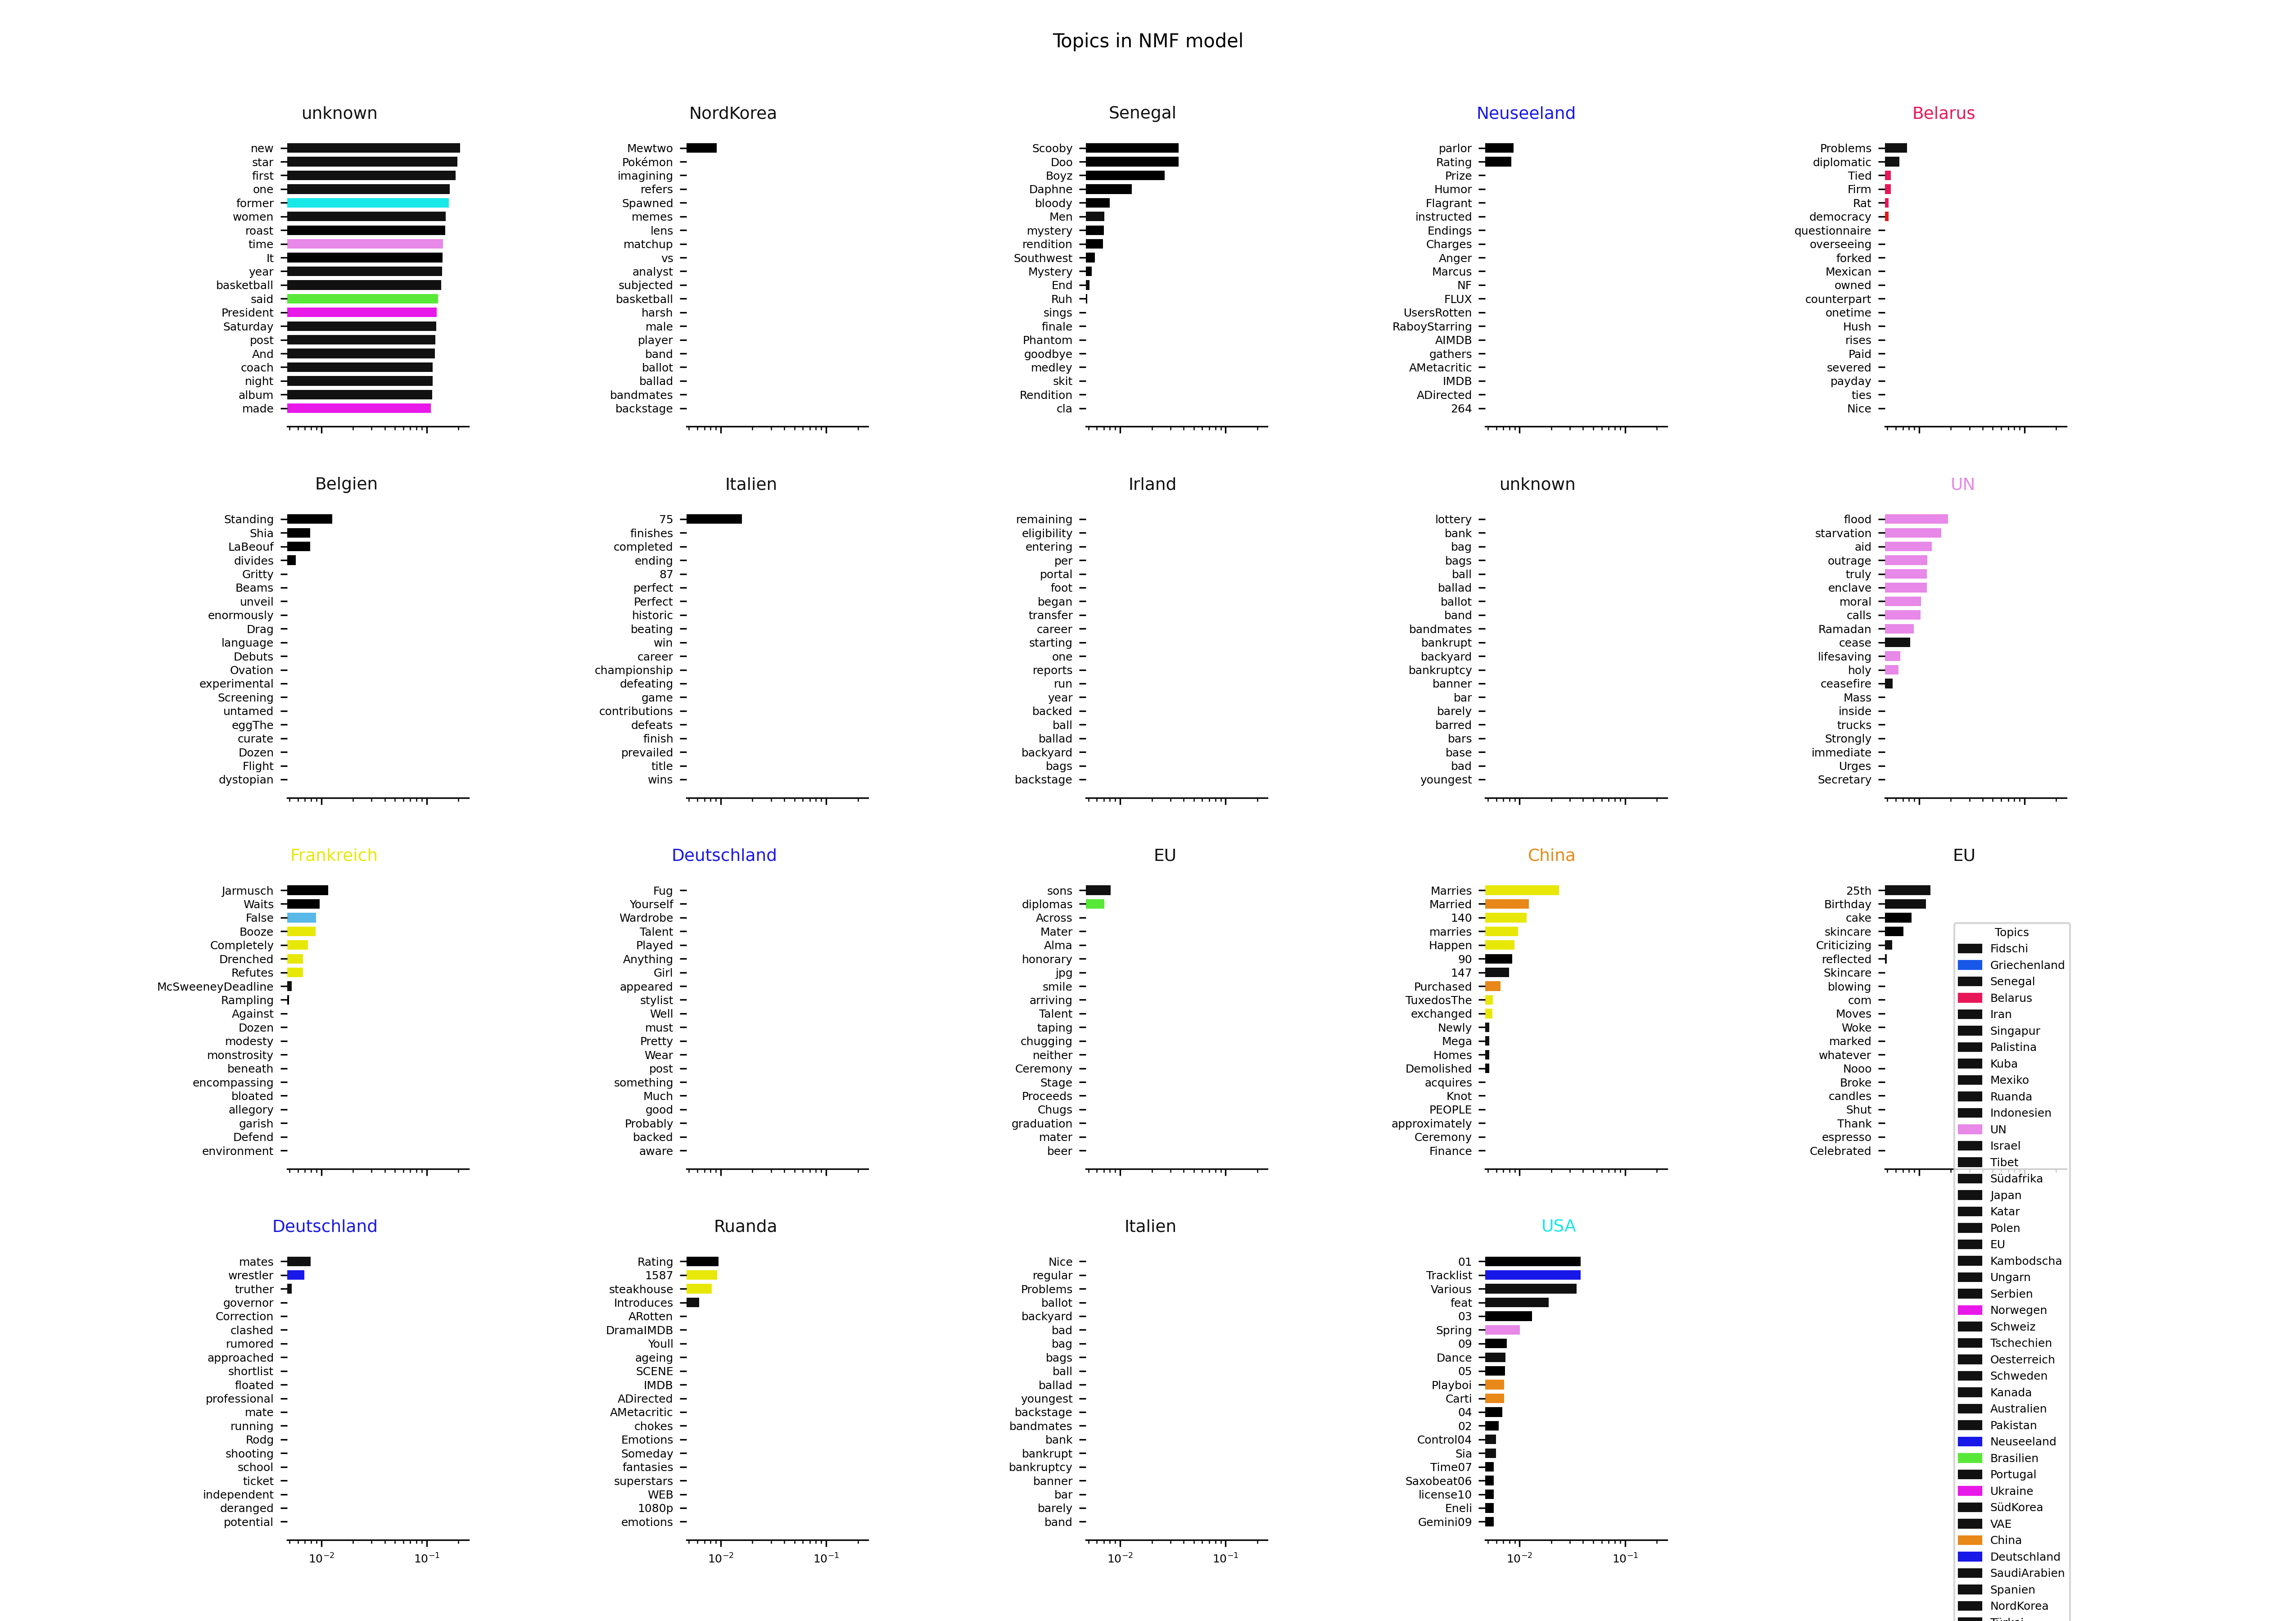 Topics in NMF model
unknown
new
star
first
one
former
women
roast
time
It
year
basketball
said
President
Saturday
post
And
coach
night
album
made
NordKorea
Mewtwo
Pokémon
imagining
refers
Spawned
memes
lens
matchup
vs
analyst
subjected
basketball
harsh
male
player
band
ballot
ballad
bandmates
backstage
Senegal
Scooby
Doo
Boyz
Daphne
bloody
Men
mystery
rendition
Southwest
Mystery
End
Ruh
sings
finale
Phantom
goodbye
medley
skit
Rendition
cla
Neuseeland
parlor
Rating
Prize
Humor
Flagrant
instructed
Endings
Charges
Anger
Marcus
NF
FLUX
UsersRotten
RaboyStarring
AIMDB
gathers
AMetacritic
IMDB
ADirected
264
Belarus
Problems
diplomatic
Tied
Firm
Rat
democracy
questionnaire
overseeing
forked
Mexican
owned
counterpart
onetime
Hush
rises
Paid
severed
payday
ties
Nice
Belgien
Standing
Shia
LaBeouf
divides
Gritty
Beams
unveil
enormously
Drag
language
Debuts
Ovation
experimental
Screening
untamed
eggThe
curate
Dozen
Flight
dystopian
Italien
75
finishes
completed
ending
87
perfect
Perfect
historic
beating
win
career
championship
defeating
game
contributions
defeats
finish
prevailed
title
wins
Irland
remaining
eligibility
entering
per
portal
foot
began
transfer
career
starting
one
reports
run
year
backed
ball
ballad
backyard
bags
backstage
unknown
lottery
bank
bag
bags
ball
ballad
ballot
band
bandmates
bankrupt
backyard
bankruptcy
banner
bar
barely
barred
bars
base
bad
youngest
UN
flood
starvation
aid
outrage
truly
enclave
moral
calls
Ramadan
cease
lifesaving
holy
ceasefire
Mass
inside
trucks
Strongly
immediate
Urges
Secretary
Frankreich
Jarmusch
Waits
False
Booze
Completely
Drenched
Refutes
McSweeneyDeadline
Rampling
Against
Dozen
modesty
monstrosity
beneath
encompassing
bloated
allegory
garish
Defend
environment
Deutschland
Fug
Yourself
Wardrobe
Talent
Played
Anything
Girl
appeared
stylist
Well
must
Pretty
Wear
post
something
Much
good
Probably
backed
aware
EU
sons
diplomas
Across
Mater
Alma
honorary
jpg
smile
arriving
Talent
taping
chugging
neither
Ceremony
Stage
Proceeds
Chugs
graduation
mater
beer
China
Marries
Married
140
marries
Happen
90
147
Purchased
TuxedosThe
exchanged
Newly
Mega
Homes
Demolished
acquires
Knot
PEOPLE
approximately
Ceremony
Finance
EU
25th
Birthday
cake
skincare
Criticizing
reflected
Skincare
blowing
com
Moves
Woke
marked
whatever
Nooo
Broke
candles
Shut
Thank
espresso
Celebrated
Deutschland
mates
wrestler
truther
governor
Correction
clashed
rumored
approached
shortlist
floated
professional
mate
running
Rodg
shooting
school
ticket
independent
deranged
potential
10⁻² 10⁻¹
Ruanda
Rating
1587
steakhouse
Introduces
ARotten
DramaIMDB
Youll
ageing
SCENE
IMDB
ADirected
AMetacritic
chokes
Emotions
Someday
fantasies
superstars
WEB
1080p
emotions
10⁻² 10⁻¹
Italien
Nice
regular
Problems
ballot
backyard
bad
bag
bags
ball
ballad
youngest
backstage
bandmates
bank
bankrupt
bankruptcy
banner
bar
barely
band
10⁻² 10⁻¹
USA
01
Tracklist
Various
feat
03
Spring
09
Dance
05
Playboi
Carti
04
02
Control04
Sia
Time07
Saxobeat06
license10
Eneli
Gemini09
10⁻² 10⁻¹
Topics
Fidschi
Griechenland
Senegal
Belarus
Iran
Singapur
Palistina
Kuba
Mexiko
Ruanda
Indonesien
UN
Israel
Tibet
Südafrika
Japan
Katar
Polen
EU
Kambodscha
Ungarn
Serbien
Norwegen
Schweiz
Tschechien
Oesterreich
Schweden
Kanada
Australien
Pakistan
Neuseeland
Brasilien
Portugal
Ukraine
SüdKorea
VAE
China
Deutschland
SaudiArabien
Spanien
NordKorea